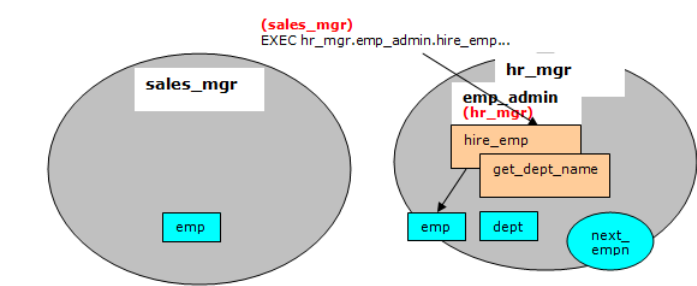 (sales_mgr)
EXEC hr_mgr.emp_admin.hire_emp...
sales_mgr
hr_mgr
emp_admin
(hr_mgr)
hire_emp
get_dept_name
emp
emp
dept
next_
empn